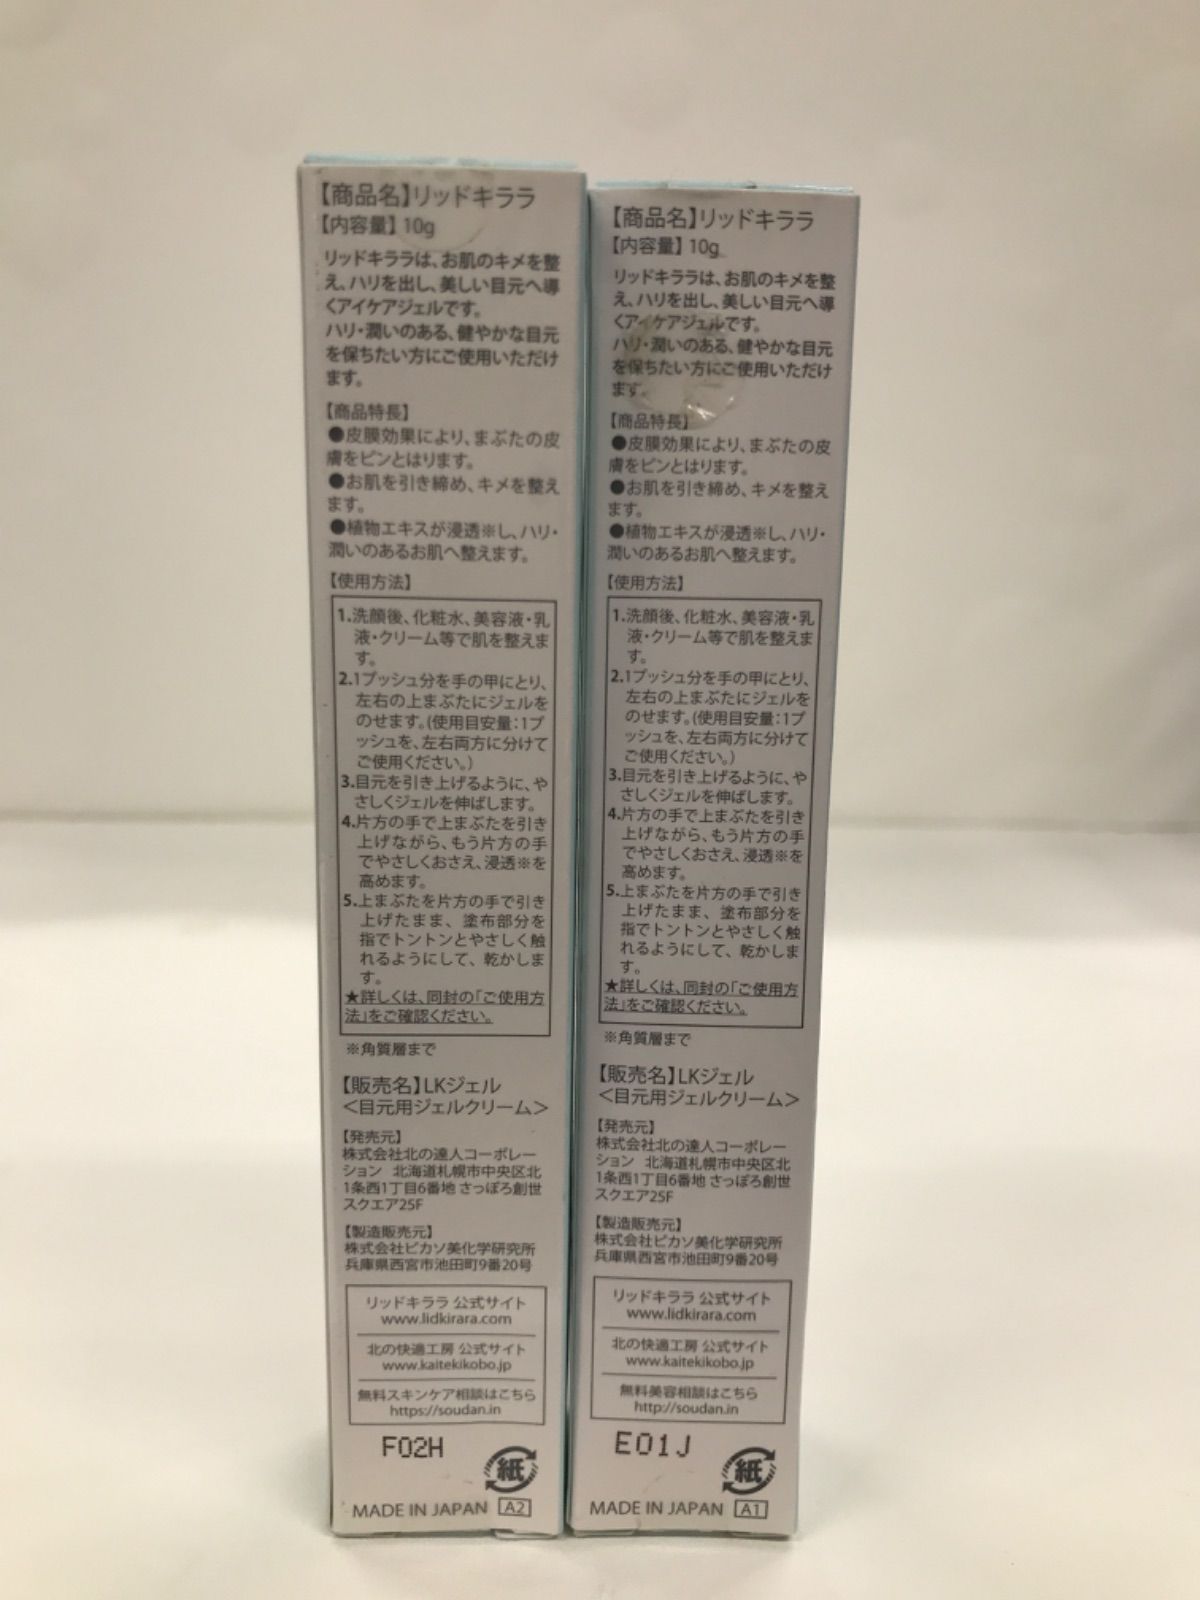 【商品名】リッドキララ
【内容量】10g
リッドキララは、お肌のキメを整
え、ハリを出し、美しい目元へ導
くアイケアジェルです。
ハリ・潤いのある、健やかな目元
を保ちたい方にご使用いただけ
ます。
【商品特長】
●皮膜効果により、まぶたの皮
膚をピンとはります。
●お肌を引き締め、キメを整え
ます。
●植物エキスが浸透※し、ハリ・
潤いのあるお肌へ整えます。
【使用方法】
1.洗顔後、化粧水、美容液・乳
液・クリーム等で肌を整えま
す。
2.1プッシュ分を手の甲にとり、
左右の上まぶたにジェルを
のせます。(使用目安量:1プ
ッシュを、左右両方に分けて
ご使用ください。)
3.目元を引き上げるように、や
さしくジェルを伸ばします。
4.片方の手で上まぶたを引き
上げながら、もう片方の手
でやさしくおさえ、浸透※を
高めます。
5.上まぶたを片方の手で引き
上げたまま、塗布部分を
指でトントンとやさしく触
れるようにして、乾かしま
す。
★詳しくは、同封の「ご使用方
法」をご確認ください。
※角質層まで
【販売名】LKジェル
＜目元用ジェルクリーム＞
【発売元】
株式会社北の達人コーポレー
ション 北海道札幌市中央区北
1条西1丁目6番地 さっぽろ創世
スクエア25F
【製造販売元】
株式会社ピカソ美化学研究所
兵庫県西宮市池田町9番20号
リッドキララ 公式サイト
www.lidkirara.com
北の快適工房 公式サイト
www.kaitekikobo.jp
無料スキンケア相談はこちら
https://soudan.in
F02H
紙
MADE IN JAPAN A2
【商品名】リッドキララ
【内容量】10g
リッドキララは、お肌のキメを整
え、ハリを出し、美しい目元へ導
くアイケアジェルです。
ハリ・潤いのある、健やかな目元
を保ちたい方にご使用いただけ
ます。
【商品特長】
●皮膜効果により、まぶたの皮
膚をピンとはります。
●お肌を引き締め、キメを整え
ます。
●植物エキスが浸透※し、ハリ・
潤いのあるお肌へ整えます。
【使用方法】
1.洗顔後、化粧水、美容液・乳
液・クリーム等で肌を整えま
す。
2.1プッシュ分を手の甲にとり、
左右の上まぶたにジェルを
のせます。(使用目安量:1プ
ッシュを、左右両方に分けて
ご使用ください。)
3.目元を引き上げるように、や
さしくジェルを伸ばします。
4.片方の手で上まぶたを引き
上げながら、もう片方の手
でやさしくおさえ、浸透※を
高めます。
5.上まぶたを片方の手で引き
上げたまま、塗布部分を
指でトントンとやさしく触
れるようにして、乾かしま
す。
★詳しくは、同封の「ご使用方
法」をご確認ください。
※角質層まで
【販売名】LKジェル
＜目元用ジェルクリーム＞
【発売元】
株式会社北の達人コーポレー
ション 北海道札幌市中央区北
1条西1丁目6番地 さっぽろ創世
スクエア25F
【製造販売元】
株式会社ピカソ美化学研究所
兵庫県西宮市池田町9番20号
リッドキララ 公式サイト
www.lidkirara.com
北の快適工房 公式サイト
www.kaitekikobo.jp
無料美容相談はこちら
http://soudan.in
E01J
紙
MADE IN JAPAN A1